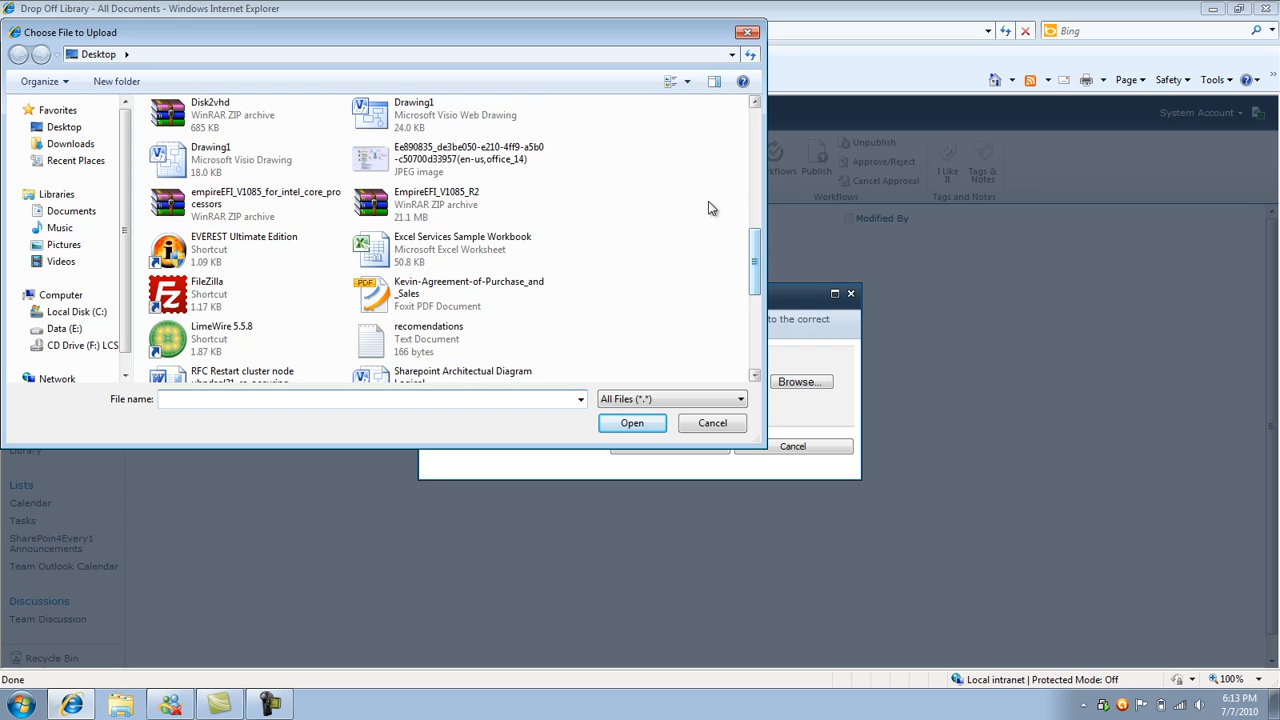 Drop Off Library - All Documents - Windows Internet Explorer
Choose File to Upload
Desktop
Bing
Organize
New folder
Page
Safety
Tools
Favorites
Desktop
Downloads
Recent Places
Libraries
Documents
Music
Pictures
Videos
Computer
Local Disk (C:)
Data (E:)
CD Drive (F:) LCS
Network
Disk2vhd
WinRAR ZIP archive
685 KB
Drawing1
Microsoft Visio Web Drawing
24.0 KB
Drawing1
Microsoft Visio Drawing
18.0 KB
Ee890835_de3be050-e210-4ff9-a5b0
-c50700d33957(en-us,office_14)
JPEG image
empireEFI_V1085_for_intel_core_pro
cessors
WinRAR ZIP archive
EmpireEFI_V1085_R2
WinRAR ZIP archive
21.1 MB
EVEREST Ultimate Edition
Shortcut
1.09 KB
Excel Services Sample Workbook
Microsoft Excel Worksheet
50.8 KB
FileZilla
Shortcut
1.17 KB
PDF
Kevin-Agreement-of-Purchase_and
_Sales
Foxit PDF Document
LimeWire 5.5.8
Shortcut
1.87 KB
recomendations
Text Document
166 bytes
RFC Restart cluster node
Sharepoint Architectual Diagram
File name:
All Files (*.*)
Open
Cancel
System Account
Publish
Unpublish
Approve/Reject
Cancel Approval
Workflows
I Like
It
Tags &
Notes
Tags and Notes
Modified By
to the correct
Browse...
Cancel
Library
Lists
Calendar
Tasks
SharePoin4Every1
Announcements
Team Outlook Calendar
Discussions
Team Discussion
Recycle Bin
Done
Local intranet | Protected Mode: Off
100%
6:13 PM
7/7/2010